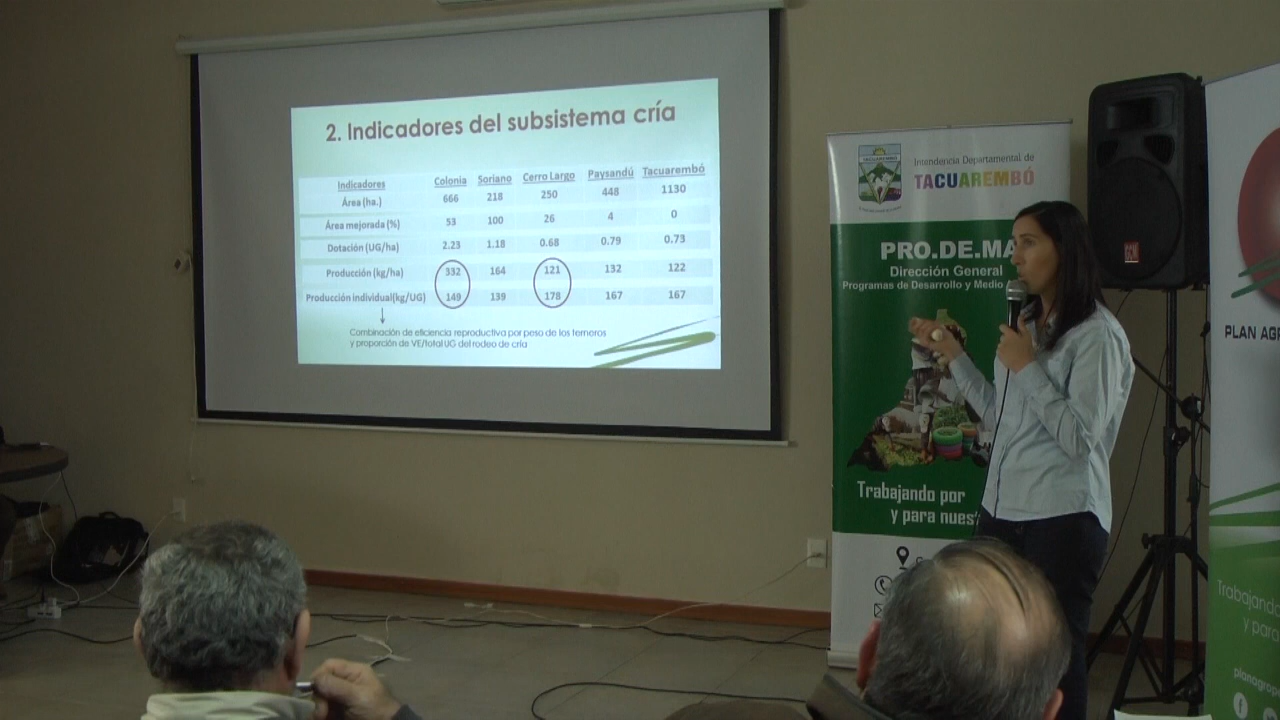 2. Indicadores del subsistema cría
Indicadores Colonia Soriano Cerro Largo Paysandú Tacuarembó
Área (ha.) 666 218 250 448 1130
Área mejorada (%) 53 100 26 4 0
Dotación (UG/ha) 2.23 1.18 0.68 0.79 0.73
Producción (kg/ha) 332 164 121 132 122
Producción individual(kg/UG) 149 139 178 167 167
Combinación de eficiencia reproductiva por peso de los terneros
y proporción de VE/total UG del rodeo de cría
TACUAREMBO
Intendencia Departamental de
TACUAREMBÓ
PRO.DE.MA
Dirección General
Programas de Desarrollo y Medio
Trabajando por
y para nues
PLAN AGR
Trabajando
y para
planagrope